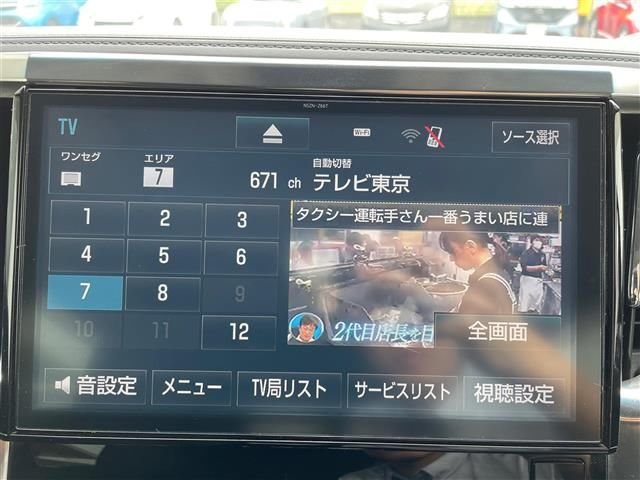 NSZN-Z66T
TV
Wi-Fi
ソース選択
ワンセグ
エリア
7
自動切替
671 ch テレビ東京
1 2 3
4 5 6
7 8 9
10 11 12
タクシー運転手さん一番うまい店に連
2代目店長を目
全画面
音設定
メニュー
TV局リスト
サービスリスト
視聴設定